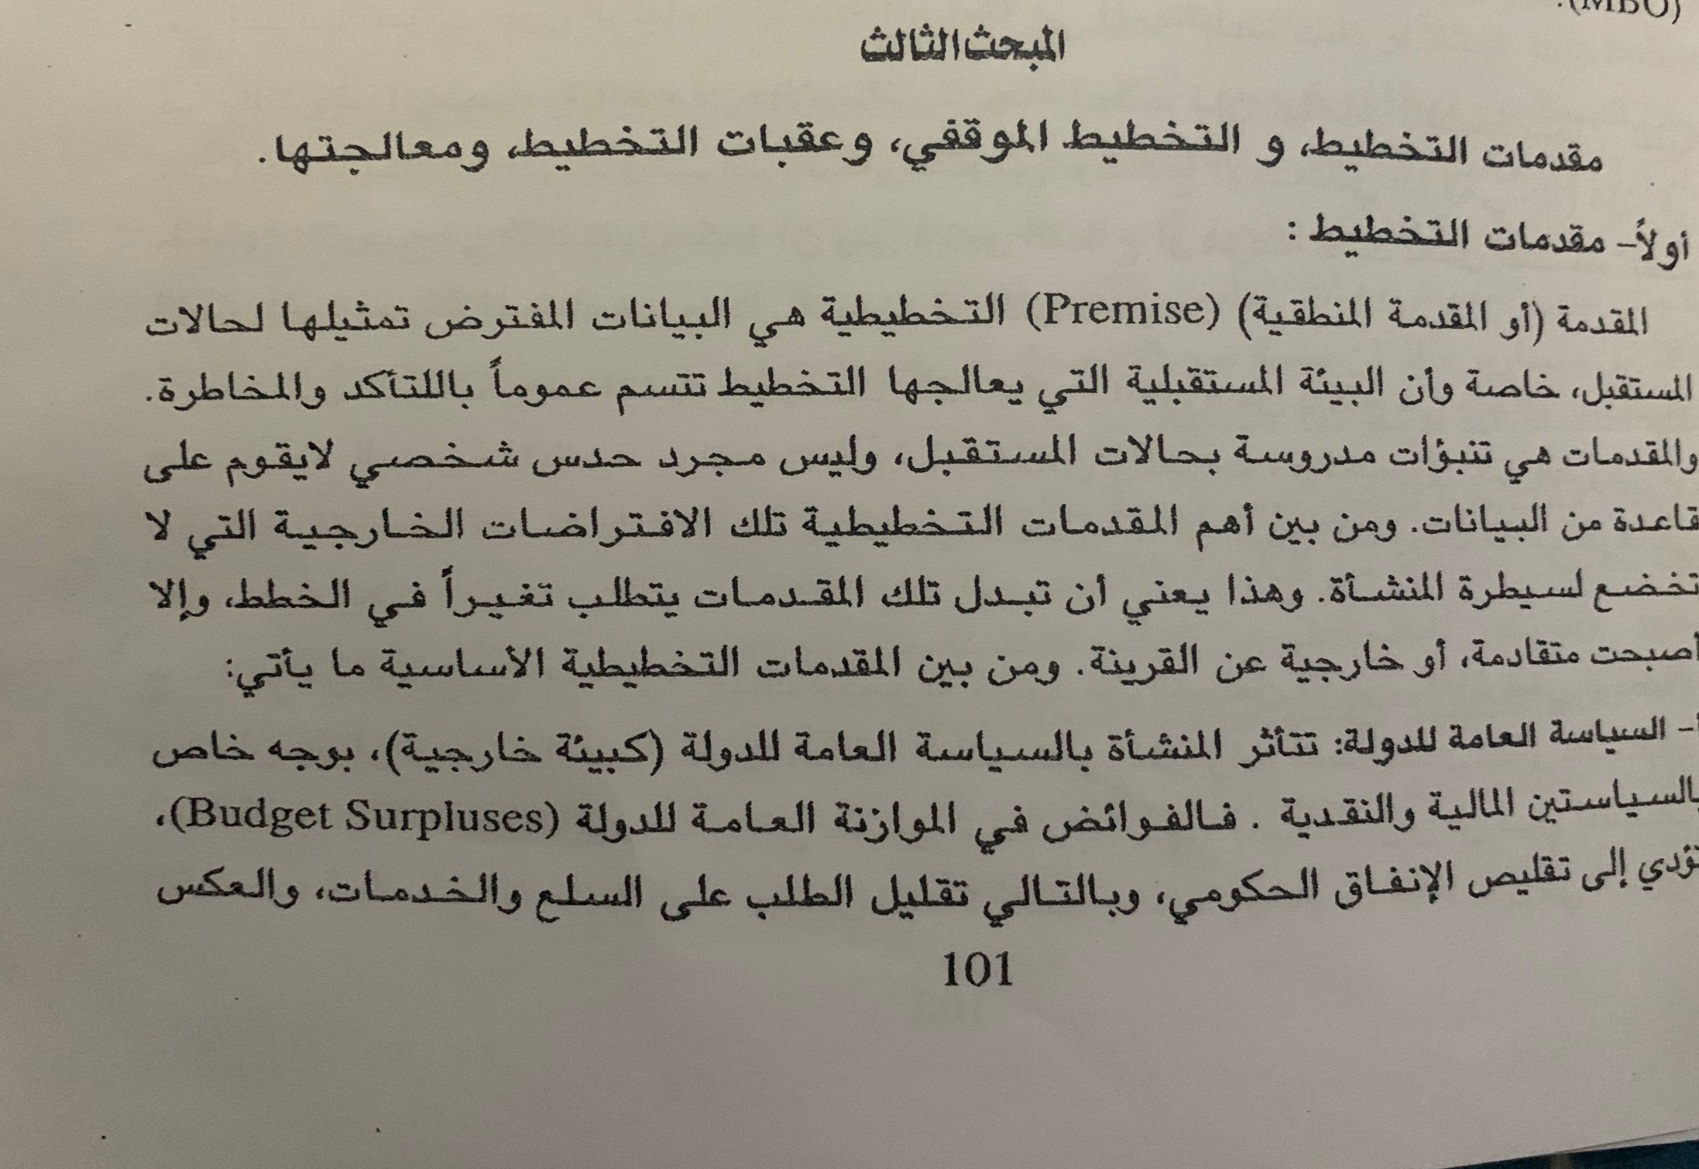 (MBO).
المبحث الثالث
مقدمات التخطيط، و التخطيط الموقفي، وعقبات التخطيط، ومعالجتها.
أولاً- مقدمات التخطيط :
المقدمة (أو المقدمة المنطقية) (Premise) التخطيطية هي البيانات المفترض تمثيلها لحالات
المستقبل، خاصة وأن البيئة المستقبلية التي يعالجها التخطيط تتسم عموماً باللتأكد والمخاطرة.
والمقدمات هي تنبؤات مدروسة بحالات المستقبل، وليس مجرد حدس شخصي لايقوم على
قاعدة من البيانات. ومن بين أهم المقدمات التخطيطية تلك الافتراضات الخارجية التي لا
تخضع لسيطرة المنشأة. وهذا يعني أن تبدل تلك المقدمات يتطلب تغيراً في الخطط، وإلا
أصبحت متقادمة، أو خارجية عن القرينة. ومن بين المقدمات التخطيطية الأساسية ما يأتي:
أ- السياسة العامة للدولة: تتأثر المنشأة بالسياسة العامة للدولة (كبيئة خارجية)، بوجه خاص
بالسياستين المالية والنقدية . فالفوائض في الموازنة العامة للدولة (Budget Surpluses)،
تؤدي إلى تقليص الإنفاق الحكومي، وبالتالي تقليل الطلب على السلع والخدمات، والعكس
101